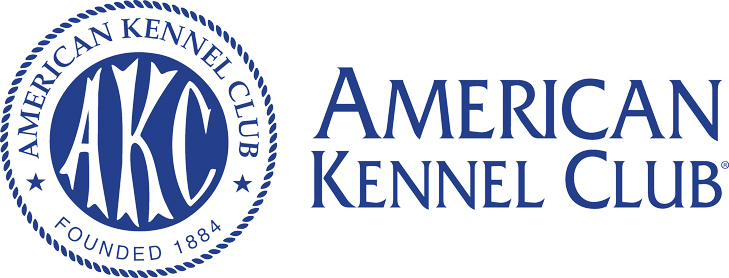 AMERICAN KENNEL CLUB
AKC
FOUNDED 1884
AMERICAN
KENNEL CLUB®